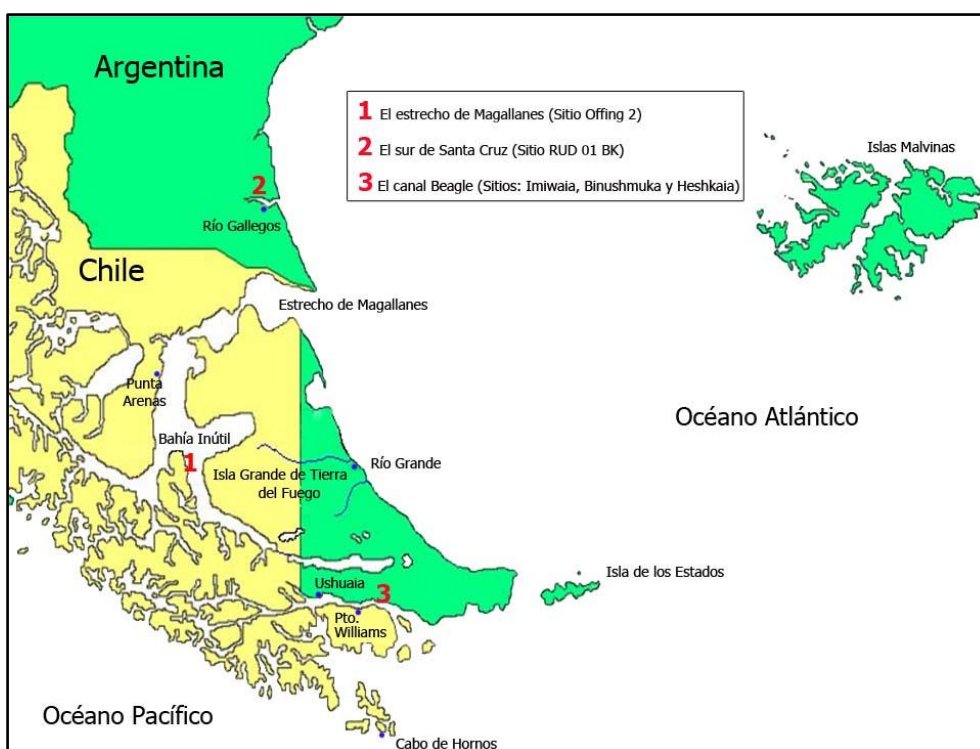 Argentina
1 El estrecho de Magallanes (Sitio Offing 2)
2 El sur de Santa Cruz (Sitio RUD 01 BK)
3 El canal Beagle (Sitios: Imiwaia, Binushmuka y Heshkaia)
Islas Malvinas
2
Río Gallegos
Chile
Estrecho de Magallanes
Punta
Arenas
Océano Atlántico
Bahía Inútil
1
Río Grande
Isla Grande de Tierra
del Fuego
Isla de los Estados
Ushuaia
3
Pto.
Williams
Océano Pacífico
Cabo de Hornos